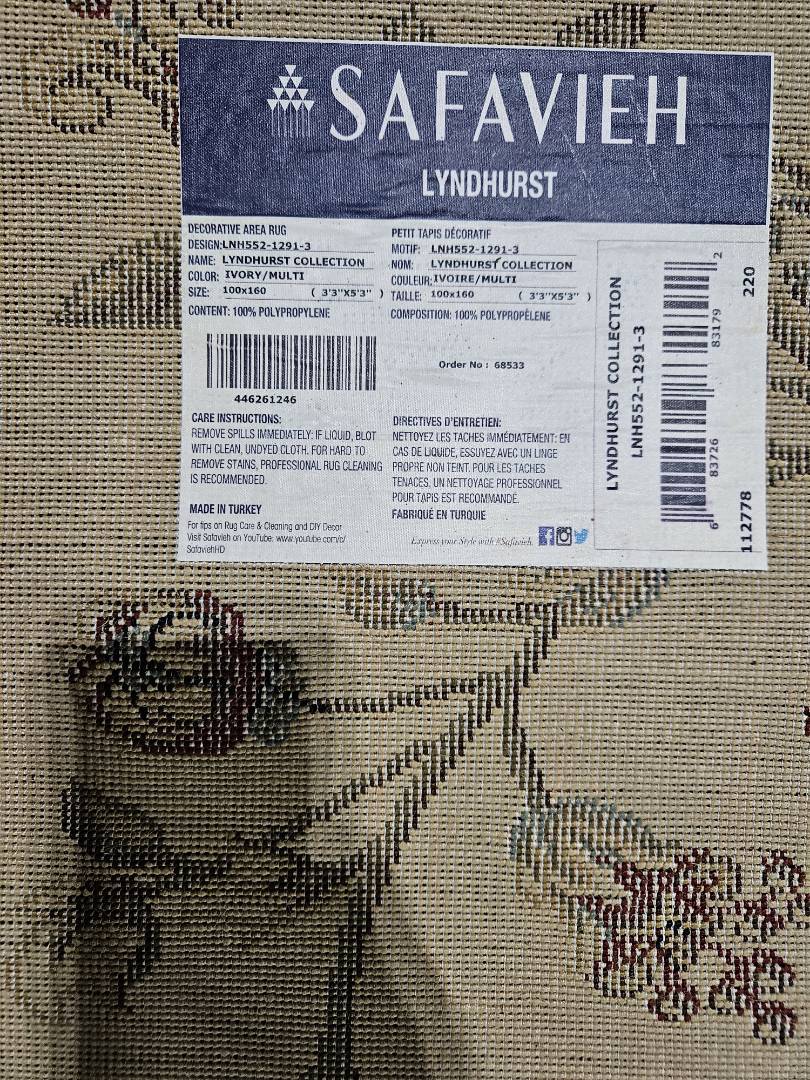 SAFAVIEH
LYNDHURST
DECORATIVE AREA RUG
DESIGN:LNH552-1291-3
NAME: LYNDHURST COLLECTION
COLOR: IVORY/MULTI
SIZE: 100x160 ( 3'3"X5'3" )
CONTENT: 100% POLYPROPYLENE
446261246
CARE INSTRUCTIONS:
REMOVE SPILLS IMMEDIATELY: IF LIQUID, BLOT
WITH CLEAN, UNDYED CLOTH. FOR HARD TO
REMOVE STAINS, PROFESSIONAL RUG CLEANING
IS RECOMMENDED.
MADE IN TURKEY
For tips on Rug Care & Cleaning and DIY Decor
Visit Safavieh on YouTube: www.youtube.com/c/
SafaviehHD
PETIT TAPIS DÉCORATIF
MOTIF: LNH552-1291-3
NOM: LYNDHURST COLLECTION
COULEUR:IVOIRE/MULTI
TAILLE: 100x160 ( 3'3"X5'3" )
COMPOSITION: 100% POLYPROPÈLENE
Order No : 68533
DIRECTIVES D'ENTRETIEN:
NETTOYEZ LES TACHES IMMÉDIATEMENT: EN
CAS DE LIQUIDE, ESSUYEZ AVEC UN LINGE
PROPRE NON TEINT. POUR LES TACHES
TENACES, UN NETTOYAGE PROFESSIONNEL
POUR TAPIS EST RECOMMANDÉ.
FABRIQUÉ EN TURQUIE
Express your Style with #Safavieh
LYNDHURST COLLECTION
LNH552-1291-3
6 83726 83179 2
112778 220